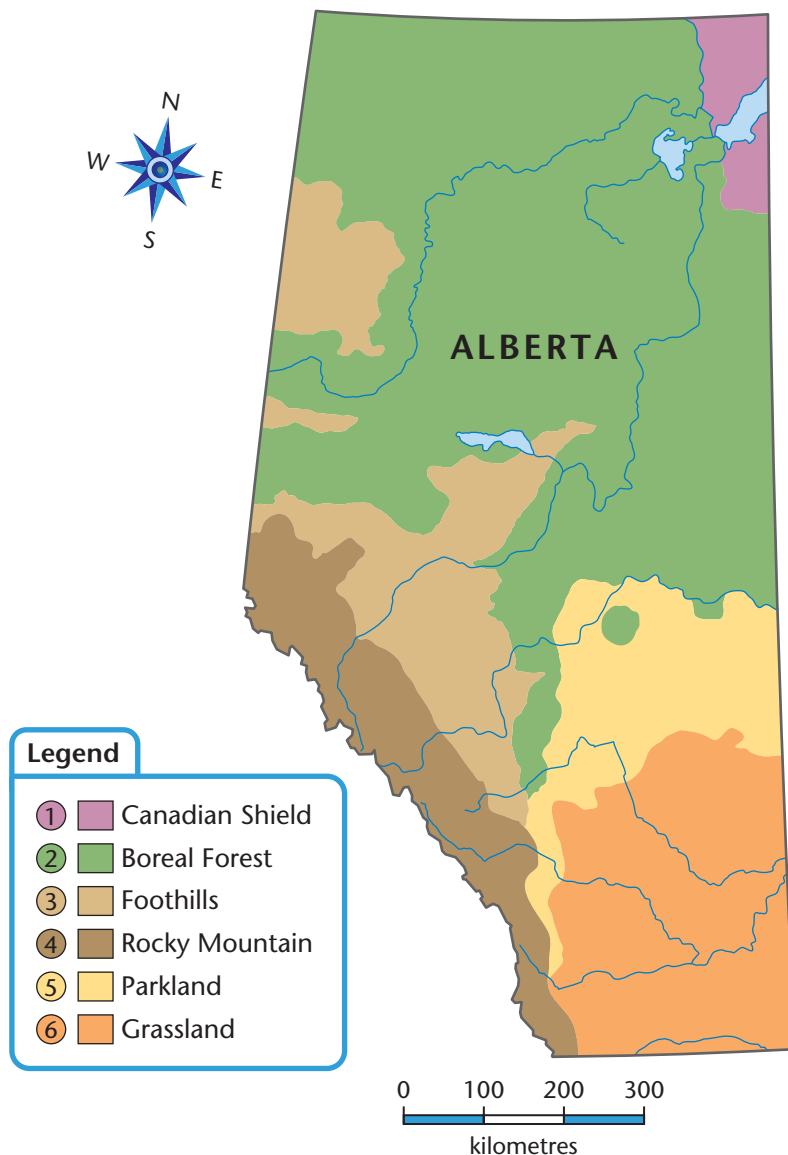 N
W
E
S
ALBERTA
Legend
1 Canadian Shield
2 Boreal Forest
3 Foothills
4 Rocky Mountain
5 Parkland
6 Grassland
0 100 200 300
kilometres